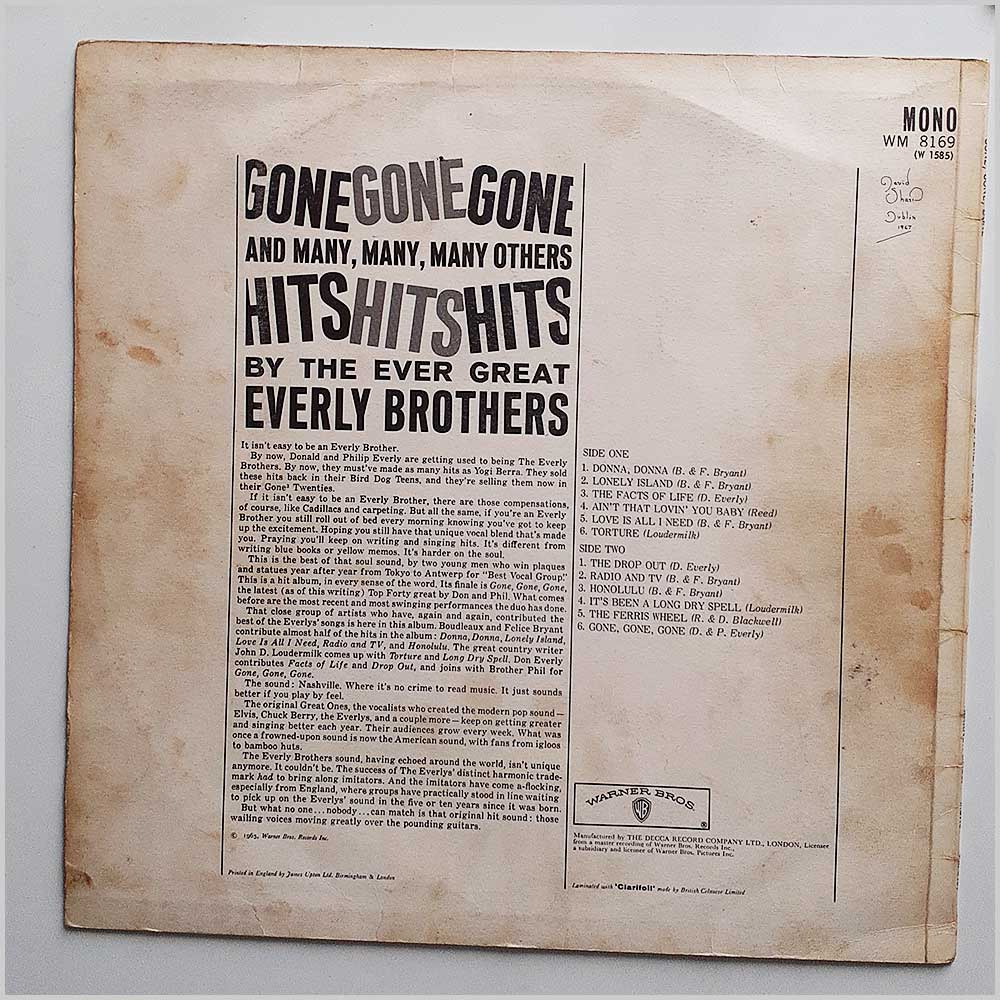 MONO
WM 8169
(W 1585)
David
Dublin
1967
GONE GONE GONE
AND MANY, MANY, MANY OTHERS
HITS HITS HITS
BY THE EVER GREAT
EVERLY BROTHERS
It isn't easy to be an Everly Brother.
By now, Donald and Philip Everly are getting used to being The Everly
Brothers. By now, they must've made as many hits as Yogi Berra. They sold
these hits back in their Bird Dog Teens, and they're selling them now in
their Gone³ Twenties.
If it isn't easy to be an Everly Brother, there are those compensations,
of course, like Cadillacs and carpeting. But all the same, if you're an Everly
Brother you still roll out of bed every morning knowing you've got to keep
up the excitement. Hoping you still have that unique vocal blend that's made
you. Praying you'll keep on writing and singing hits. It's different from
writing blue books or yellow memos. It's harder on the soul.
This is the best of that soul sound, by two young men who win plaques
and statues year after year from Tokyo to Antwerp for "Best Vocal Group."
This is a hit album, in every sense of the word. Its finale is Gone, Gone, Gone,
the latest (as of this writing) Top Forty great by Don and Phil. What comes
before are the most recent and most swinging performances the duo has done.
That close group of artists who have, again and again, contributed the
best of the Everlys' songs is here in this album. Boudleaux and Felice Bryant
contribute almost half of the hits in the album: Donna, Donna, Lonely Island,
Love Is All I Need, Radio and TV, and Honolulu. The great country writer
John D. Loudermilk comes up with Torture and Long Dry Spell. Don Everly
contributes Facts of Life and Drop Out, and joins with Brother Phil for
Gone, Gone, Gone.
The sound: Nashville. Where it's no crime to read music. It just sounds
better if you play by feel.
The original Great Ones, the vocalists who created the modern pop sound—
Elvis, Chuck Berry, the Everlys, and a couple more—keep on getting greater
and singing better each year. Their audiences grow every week. What was
once a frowned-upon sound is now the American sound, with fans from igloos
to bamboo huts.
The Everly Brothers sound, having echoed around the world, isn't unique
anymore. It couldn't be. The success of The Everlys' distinct harmonic trade-
mark had to bring along imitators. And the imitators have come a-flocking,
especially from England, where groups have practically stood in line waiting
to pick up on the Everlys' sound in the five or ten years since it was born.
But what no one...nobody...can match is that original hit sound: those
wailing voices moving greatly over the pounding guitars.
© 1965, Warner Bros. Records Inc.
Printed in England by James Upton Ltd. Birmingham & London
SIDE ONE
1. DONNA, DONNA (B. & F. Bryant)
2. LONELY ISLAND (B. & F. Bryant)
3. THE FACTS OF LIFE (D. Everly)
4. AIN'T THAT LOVIN' YOU BABY (Reed)
5. LOVE IS ALL I NEED (B. & F. Bryant)
6. TORTURE (Loudermilk)
SIDE TWO
1. THE DROP OUT (D. Everly)
2. RADIO AND TV (B. & F. Bryant)
3. HONOLULU (B. & F. Bryant)
4. IT'S BEEN A LONG DRY SPELL (Loudermilk)
5. THE FERRIS WHEEL (R. & D. Blackwell)
6. GONE, GONE, GONE (D. & P. Everly)
WARNER BROS.
WB
®
Manufactured by THE DECCA RECORD COMPANY LTD., LONDON, Licensee
from a master recording of Warner Bros. Records Inc.,
a subsidiary and licensee of Warner Bros. Pictures Inc.
Laminated with 'Clarifoil' made by British Celanese Limited